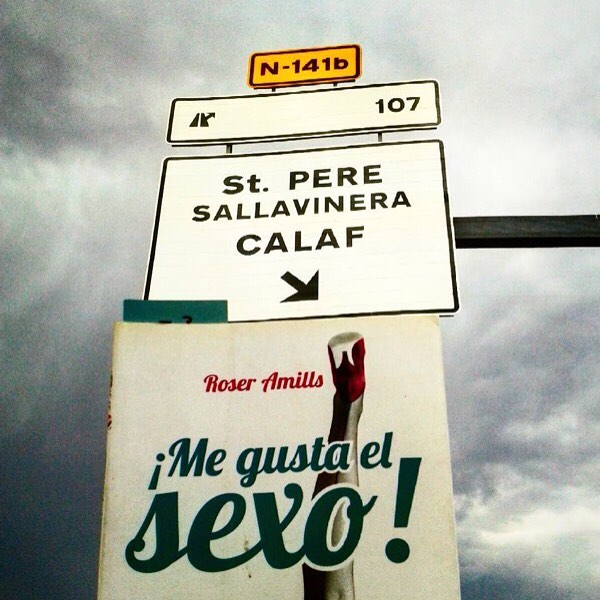 N-141b
107
St. PERE
SALLAVINERA
CALAF
Roser Amills
¡Me gusta el
sexo!